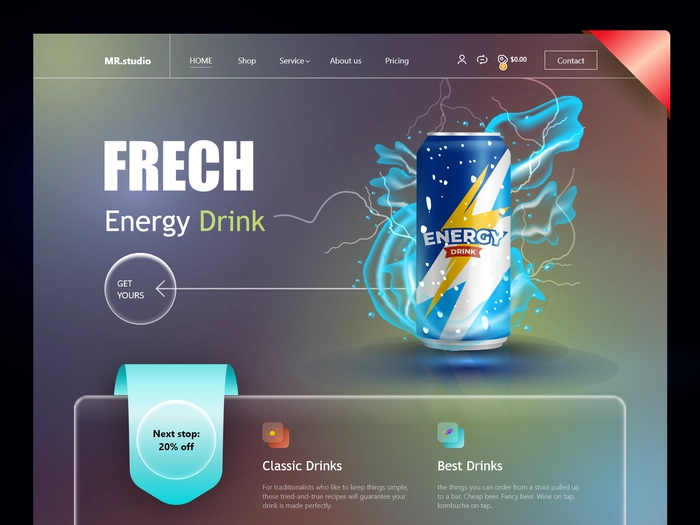 MR.studio
HOME
Shop
Service
About us
Pricing
$0.00
Contact
FRECH
Energy Drink
GET
YOURS
ENERGY
DRINK
Next stop:
20% off
Classic Drinks
For traditionalists who like to keep things simple,
these tried-and-true recipes will guarantee your
drink is made perfectly.
Best Drinks
the things you can order from a stool pulled up
to a bar. Cheap beer. Fancy beer. Wine on tap,
kombucha on tap.